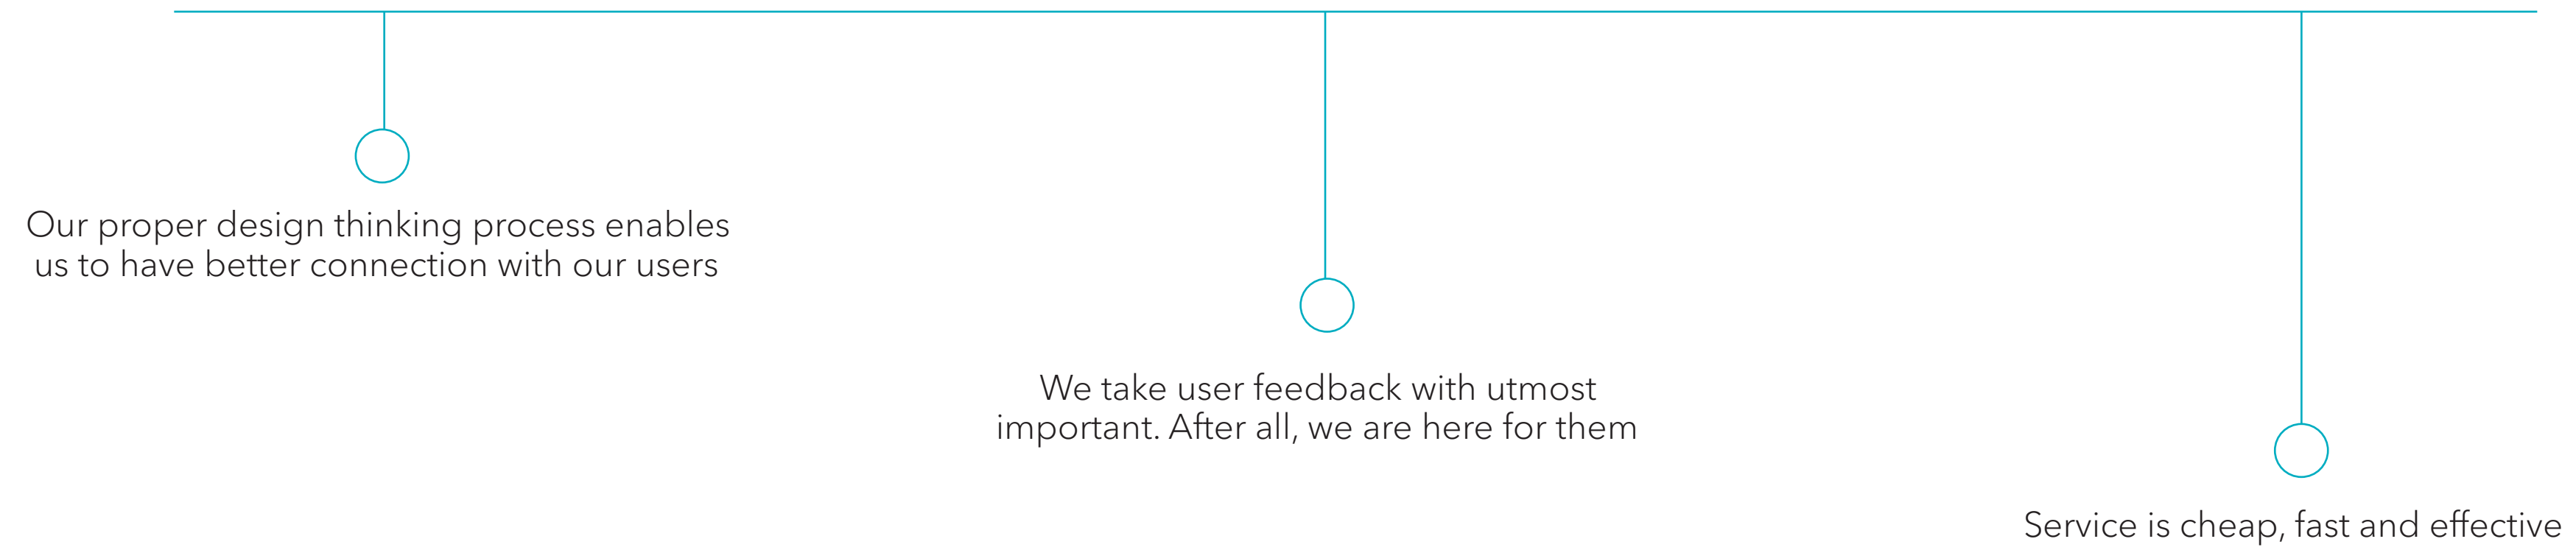 Our proper design thinking process enables
us to have better connection with our users
We take user feedback with utmost
important. After all, we are here for them
Service is cheap, fast and effective